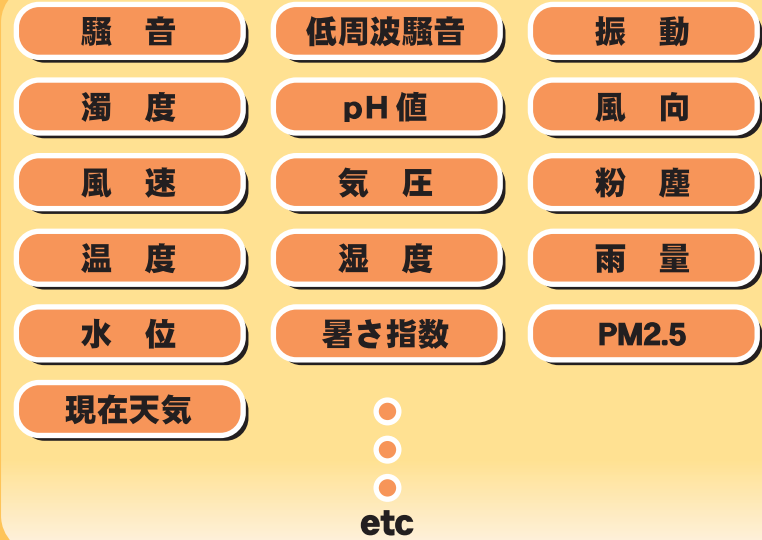 騒 音
低周波騒音
振 動
濁 度
pH 値
風 向
風 速
気 圧
粉 塵
温 度
湿 度
雨 量
水 位
暑さ指数
PM2.5
現在天気
etc